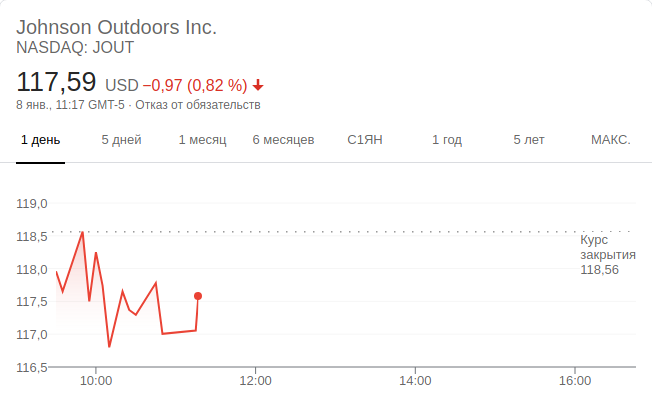 Johnson Outdoors Inc.
NASDAQ: JOUT
117,59 USD −0,97 (0,82 %)
8 янв., 11:17 GMT-5 · Отказ от обязательств
1 день 5 дней 1 месяц 6 месяцев С1ЯН 1 год 5 лет МАКС.
119,0
118,5
Курс
закрытия
118,56
118,0
117,5
117,0
116,5
10:00 12:00 14:00 16:00